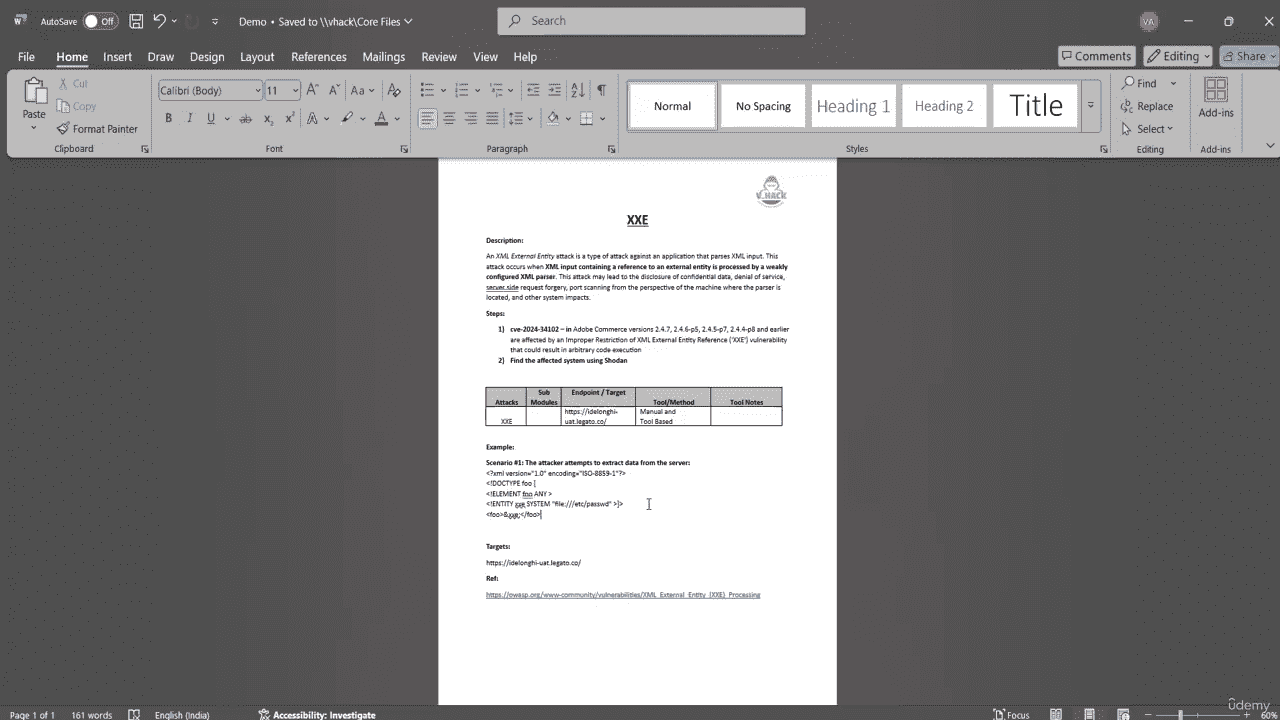 AutoSave Off Demo1 - Saved to \\vhack\Core Files
Search
File Home Insert Draw Design Layout References Mailings Review View Help
Comments Editing Share
Paste
Cut
Copy
Format Painter
Calibri (Body) 11
Normal No Spacing Heading 1 Heading 2 Title
Replace
Select
Add-ins
Clipboard Font Paragraph Styles Editing Add-ins
V_HACK
XXE
Description:
An XML External Entity attack is a type of attack against an application that parses XML input. This
attack occurs when XML input containing a reference to an external entity is processed by a weakly
configured XML parser. This attack may lead to the disclosure of confidential data, denial of service,
server side request forgery, port scanning from the perspective of the machine where the parser is
located, and other system impacts.
Steps:
1) cve-2024-34102 – in Adobe Commerce versions 2.4.7, 2.4.6-p5, 2.4.5-p7, 2.4.4-p8 and earlier
are affected by an Improper Restriction of XML External Entity Reference ('XXE') vulnerability
that could result in arbitrary code execution
2) Find the affected system using Shodan
Attacks Sub Modules Endpoint / Target Tool/Method Tool Notes
XXE https://idelonghi-uat.legato.co/ Manual and Tool Based
Example:
Scenario #1: The attacker attempts to extract data from the server:
<?xml version="1.0" encoding="ISO-8859-1"?>
<!DOCTYPE foo [
<!ELEMENT foo ANY >
<!ENTITY xxe SYSTEM "file:///etc/passwd" >]>
<foo>&xxe;</foo>
Targets:
https://idelonghi-uat.legato.co/
Ref:
https://owasp.org/www-community/vulnerabilities/XML_External_Entity_(XXE)_Processing
Udemy
Page 1 of 1 161 words English (India) Accessibility: Investigate Focus 60%